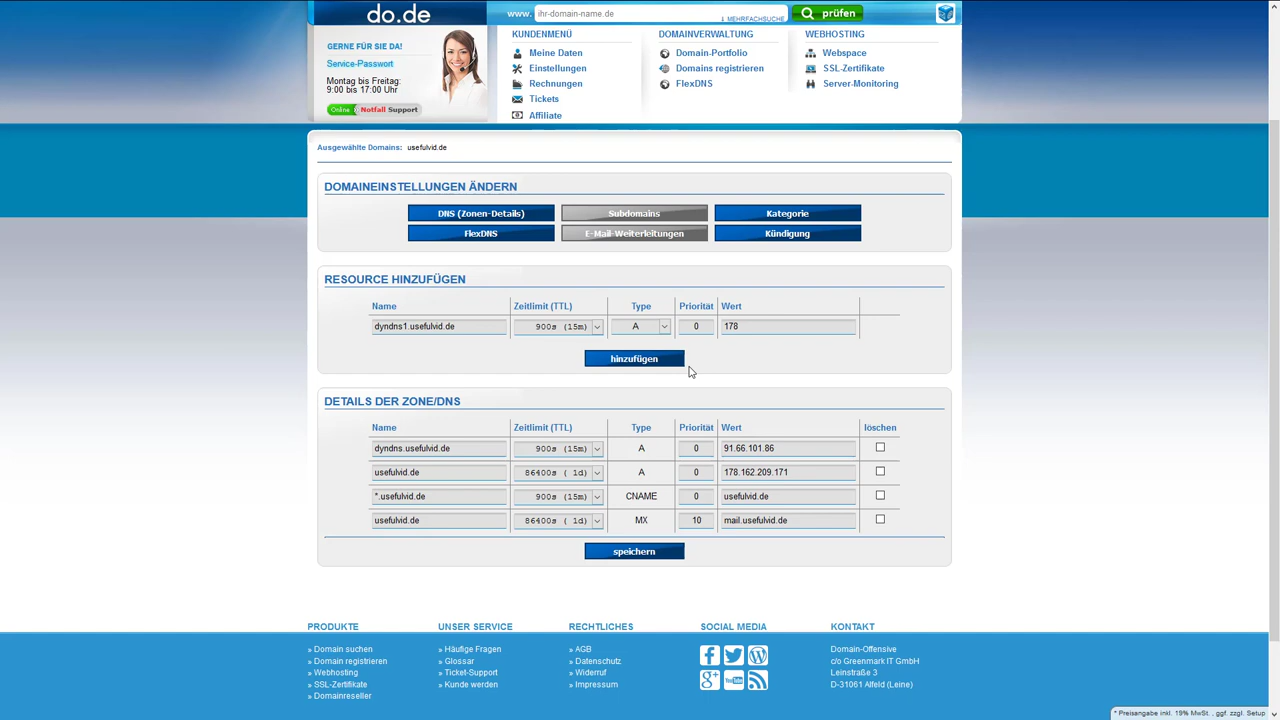 do.de
www. ihr-domain-name.de
MEHRFACHSUCHE
prüfen
GERNE FÜR SIE DA!
Service-Passwort
Montag bis Freitag:
9:00 bis 17:00 Uhr
Online Notfall Support
KUNDENMENÜ
Meine Daten
Einstellungen
Rechnungen
Tickets
Affiliate
DOMAINVERWALTUNG
Domain-Portfolio
Domains registrieren
FlexDNS
WEBHOSTING
Webspace
SSL-Zertifikate
Server-Monitoring
Ausgewählte Domains: usefulvid.de
DOMAINEINSTELLUNGEN ÄNDERN
DNS (Zonen-Details) Subdomains Kategorie
FlexDNS E-Mail-Weiterleitungen Kündigung
RESOURCE HINZUFÜGEN
Name Zeitlimit (TTL) Type Priorität Wert
dyndns1.usefulvid.de 900s (15m) A 0 178
hinzufügen
DETAILS DER ZONE/DNS
Name Zeitlimit (TTL) Type Priorität Wert löschen
dyndns.usefulvid.de 900s (15m) A 0 91.66.101.86
usefulvid.de 86400s ( 1d) A 0 178.162.209.171
*.usefulvid.de 900s (15m) CNAME 0 usefulvid.de
usefulvid.de 86400s ( 1d) MX 10 mail.usefulvid.de
speichern
PRODUKTE
» Domain suchen
» Domain registrieren
» Webhosting
» SSL-Zertifikate
» Domainreseller
UNSER SERVICE
» Häufige Fragen
» Glossar
» Ticket-Support
» Kunde werden
RECHTLICHES
» AGB
» Datenschutz
» Widerruf
» Impressum
SOCIAL MEDIA
KONTAKT
Domain-Offensive
c/o Greenmark IT GmbH
Leinstraße 3
D-31061 Alfeld (Leine)
* Preisangabe inkl. 19% MwSt. , ggf. zzgl. Setup